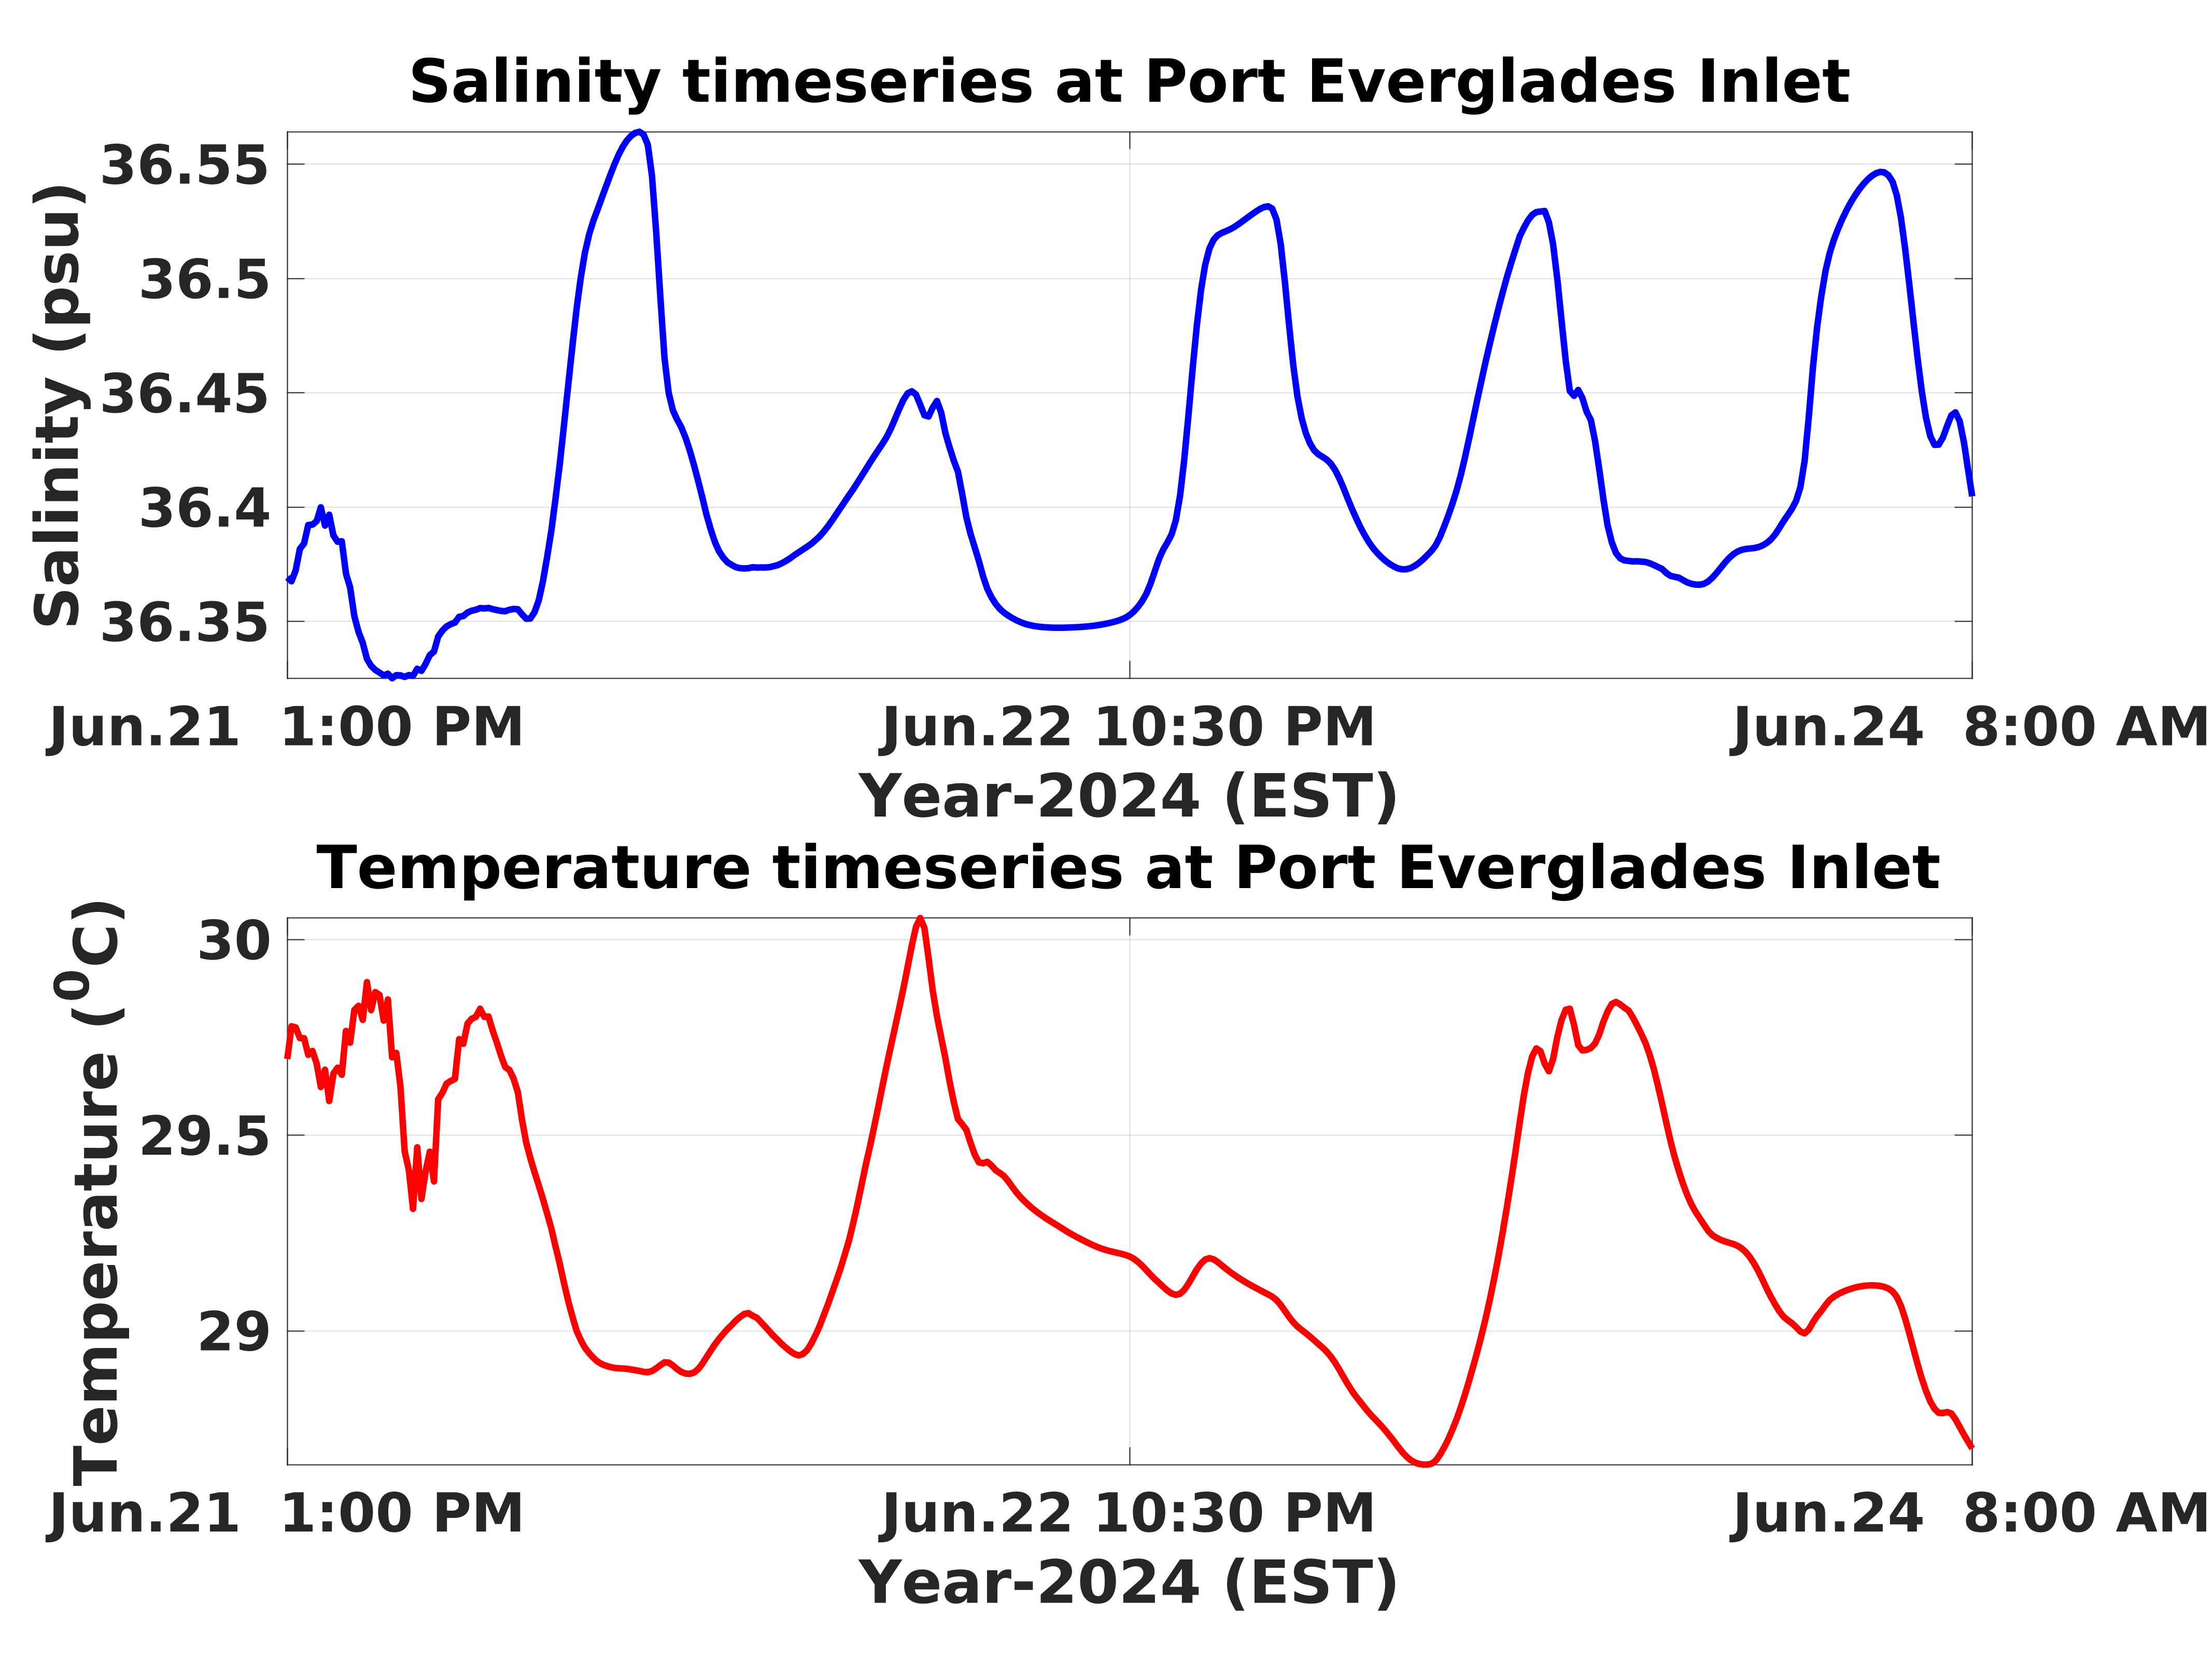 Salinity timeseries at Port Everglades Inlet
Salinity (psu)
36.55
36.5
36.45
36.4
36.35
Jun.21  1:00 PM
Jun.22 10:30 PM
Jun.24  8:00 AM
Year-2024 (EST)
Temperature timeseries at Port Everglades Inlet
Temperature (⁰C)
30
29.5
29
Jun.21  1:00 PM
Jun.22 10:30 PM
Jun.24  8:00 AM
Year-2024 (EST)